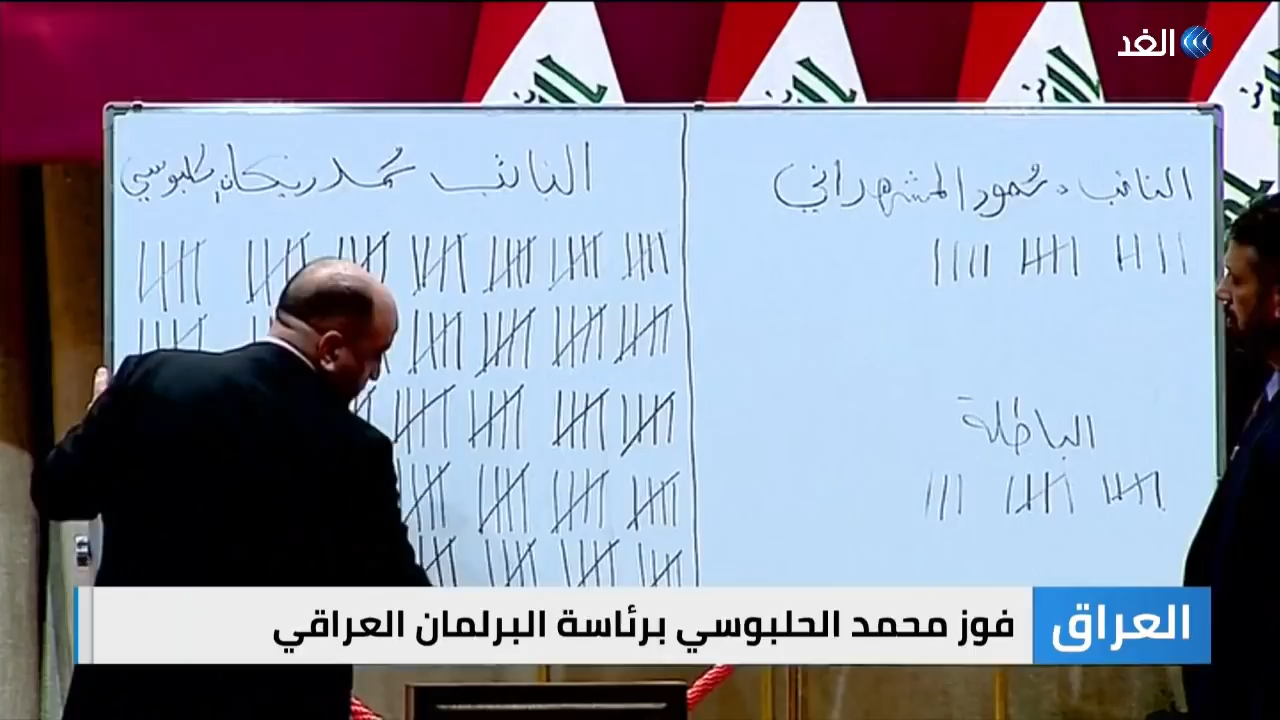 الغد
النائب د. محمود المشهداني
النائب محمد ريكان الحلبوسي
الباطلة
العراق
فوز محمد الحلبوسي برئاسة البرلمان العراقي